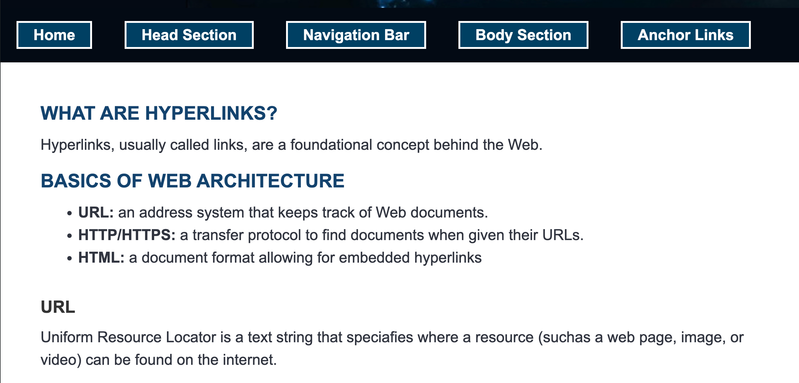 Home Head Section Navigation Bar Body Section Anchor Links
WHAT ARE HYPERLINKS?
Hyperlinks, usually called links, are a foundational concept behind the Web.
BASICS OF WEB ARCHITECTURE
• URL: an address system that keeps track of Web documents.
• HTTP/HTTPS: a transfer protocol to find documents when given their URLs.
• HTML: a document format allowing for embedded hyperlinks
URL
Uniform Resource Locator is a text string that speciafies where a resource (suchas a web page, image, or
video) can be found on the internet.